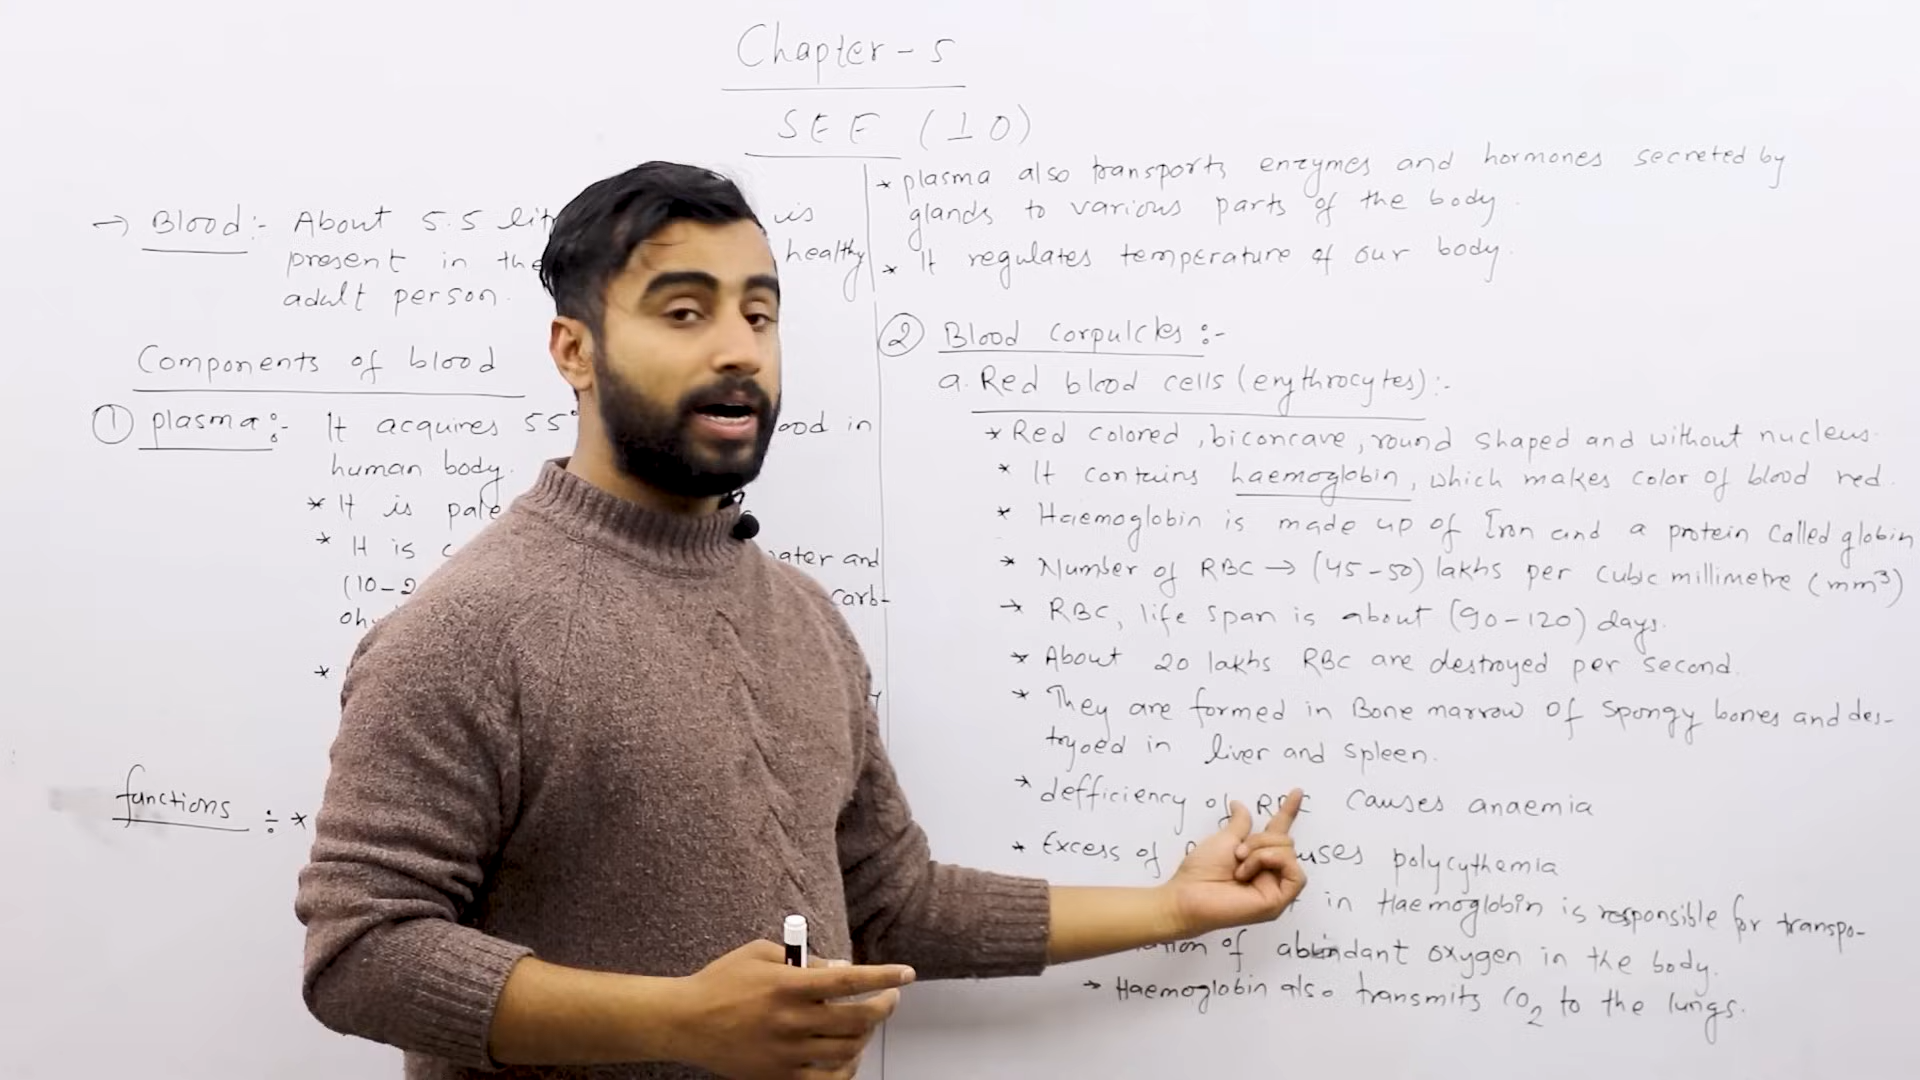 Chapter - 5
SEE (10)
→ Blood :- About 5.5 is
present in the healthy
adult person.
Components of blood
① plasma :- It acquires 55 in
human body.
* It is pale
* It is and
(10-2 carb-
*
functions ÷ *
* plasma also transports enzymes and hormones secreted by
glands to various parts of the body.
* It regulates temperature of our body.
② Blood corpulcles :-
a. Red blood cells (erythrocytes) :-
* Red colored, biconcave, round shaped and without nucleus.
* It contains haemoglobin, which makes color of blood red.
* Haemoglobin is made up of Iron and a protein called globin
* Number of RBC → (45-50) lakhs per cubic millimetre (mm³)
→ RBC, life span is about (90-120) days.
* About 20 lakhs RBC are destroyed per second.
* They are formed in Bone marrow of spongy bones and des-
tryoed in liver and spleen.
* defficiency of RBC causes anaemia
* Excess of polycythemia
in Haemoglobin is responsible for transpo-
of abundant oxygen in the body.
→ Haemoglobin also transmits CO₂ to the lungs.